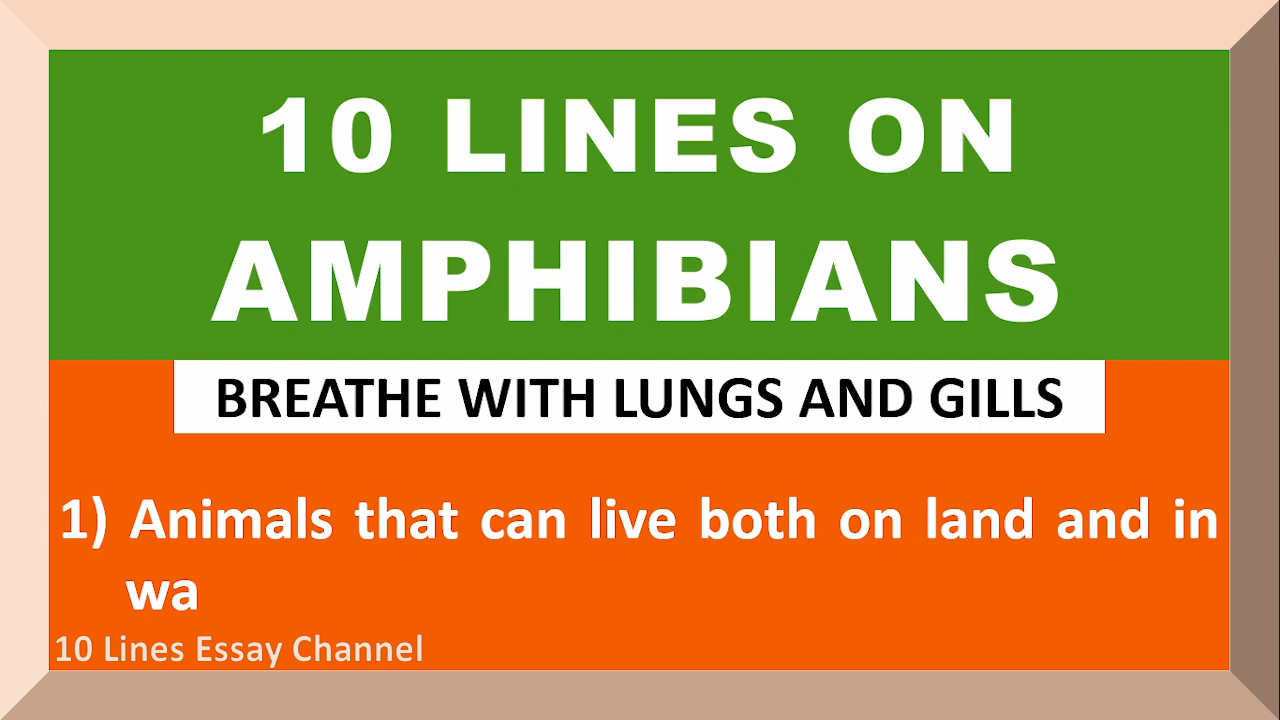 10 LINES ON
AMPHIBIANS
BREATHE WITH LUNGS AND GILLS
1) Animals that can live both on land and in
wa
10 Lines Essay Channel